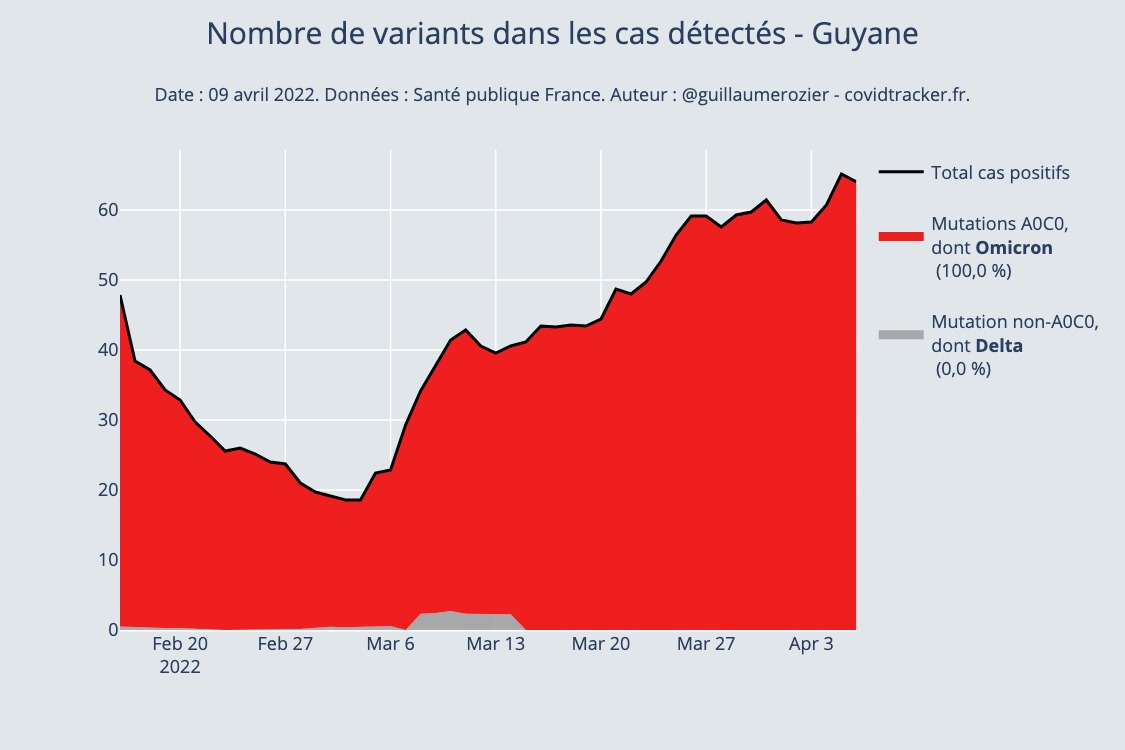 Nombre de variants dans les cas détectés - Guyane
Date : 09 avril 2022. Données : Santé publique France. Auteur : @guillaumerozier - covidtracker.fr.
Total cas positifs
Mutations A0C0,
dont Omicron
(100,0 %)
Mutation non-A0C0,
dont Delta
(0,0 %)
60
50
40
30
20
10
0
Feb 20
2022
Feb 27
Mar 6
Mar 13
Mar 20
Mar 27
Apr 3